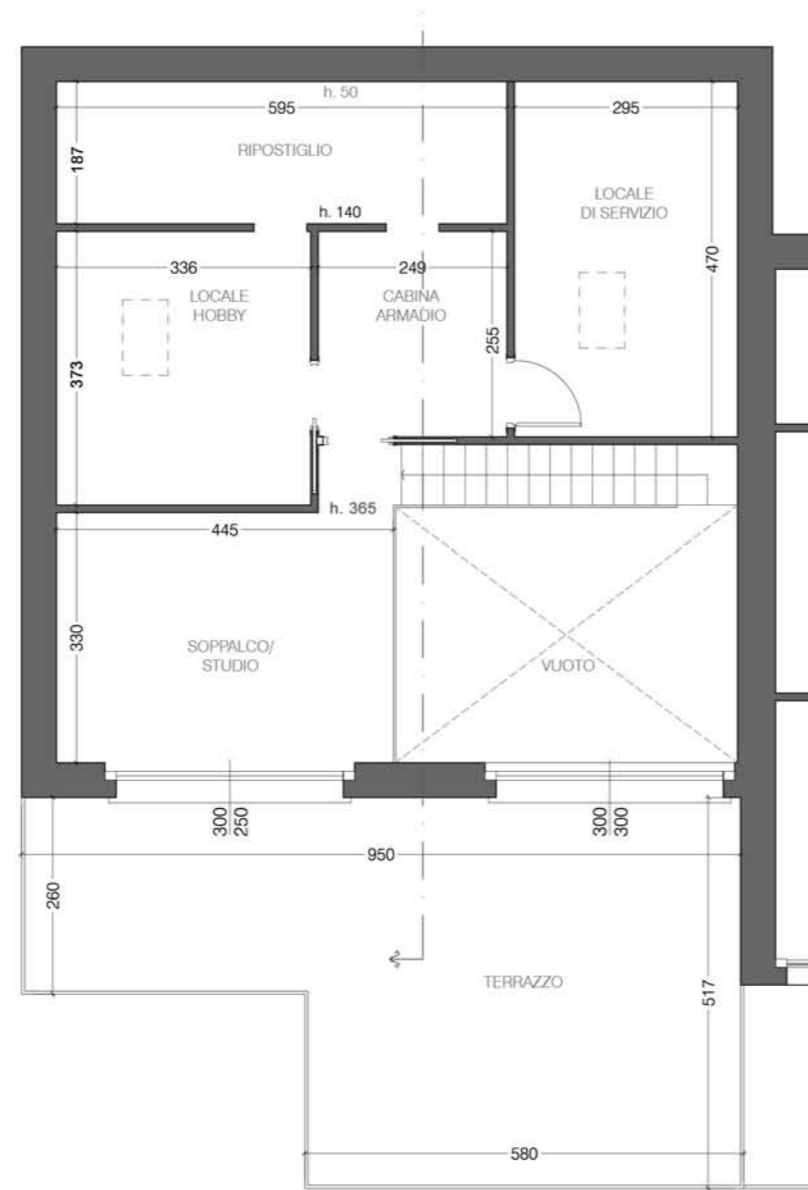 h. 50
595
295
187
RIPOSTIGLIO
LOCALE
DI SERVIZIO
h. 140
336
249
470
LOCALE
HOBBY
CABINA
ARMADIO
255
373
h. 365
445
330
SOPPALCO/
STUDIO
VUOTO
300
250
300
300
950
260
TERRAZZO
517
580